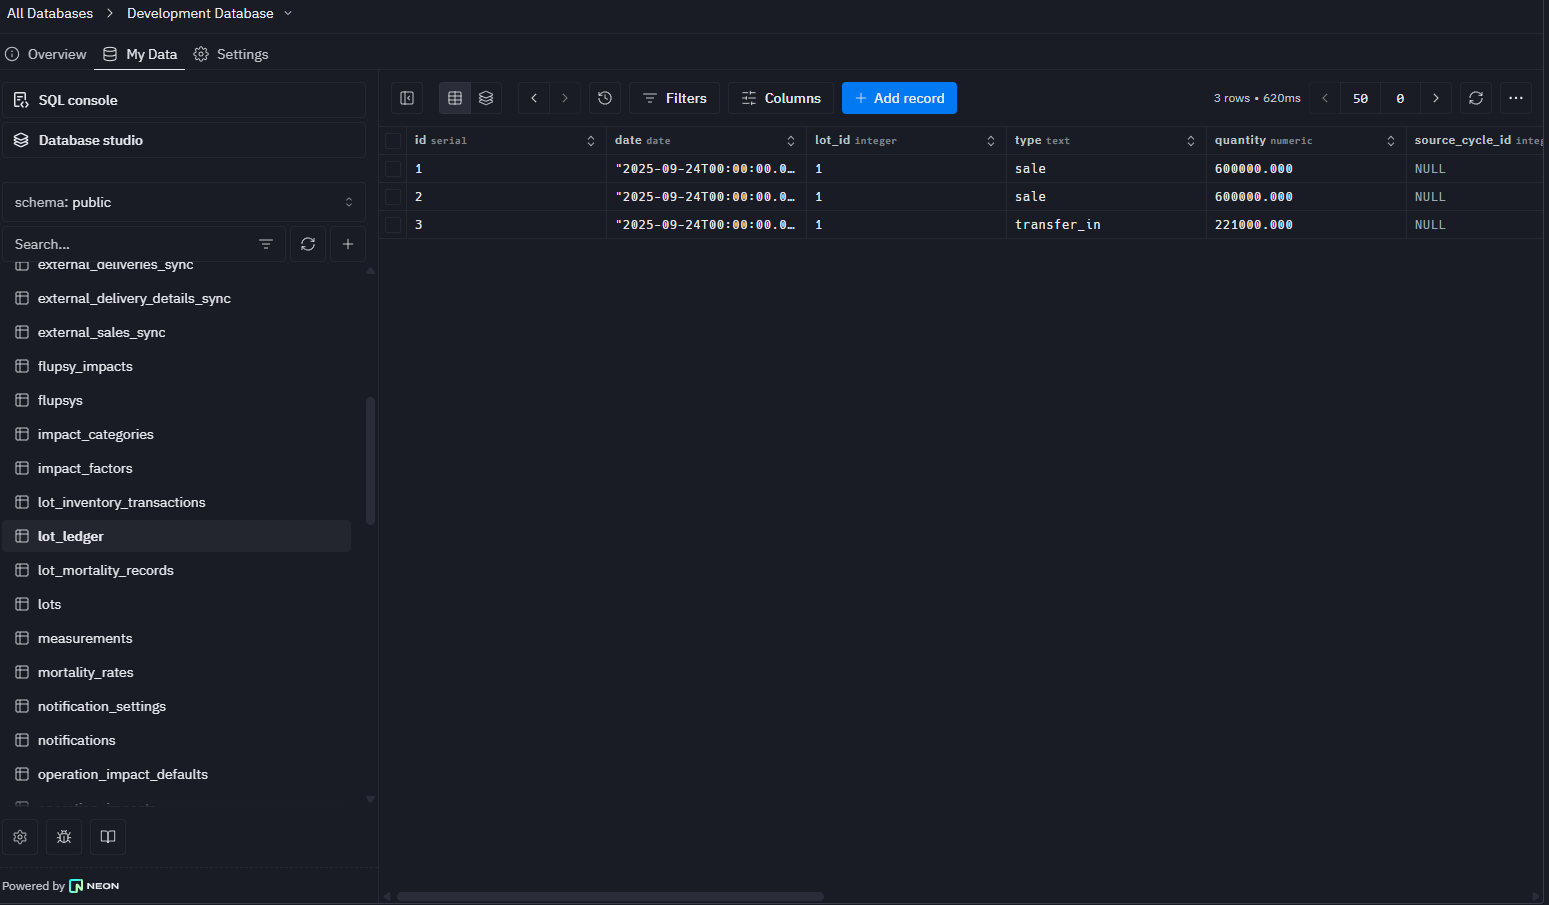 All Databases > Development Database
Overview My Data Settings
SQL console
Database studio
schema: public
Search...
external_deliveries_sync
external_delivery_details_sync
external_sales_sync
flupsy_impacts
flupsys
impact_categories
impact_factors
lot_inventory_transactions
lot_ledger
lot_mortality_records
lots
measurements
mortality_rates
notification_settings
notifications
operation_impact_defaults
Powered by NEON
Filters Columns + Add record 3 rows • 620ms 50 0
id serial date date lot_id integer type text quantity numeric source_cycle_id integ
1 "2025-09-24T00:00:00.0… 1 sale 600000.000 NULL
2 "2025-09-24T00:00:00.0… 1 sale 600000.000 NULL
3 "2025-09-24T00:00:00.0… 1 transfer_in 221000.000 NULL